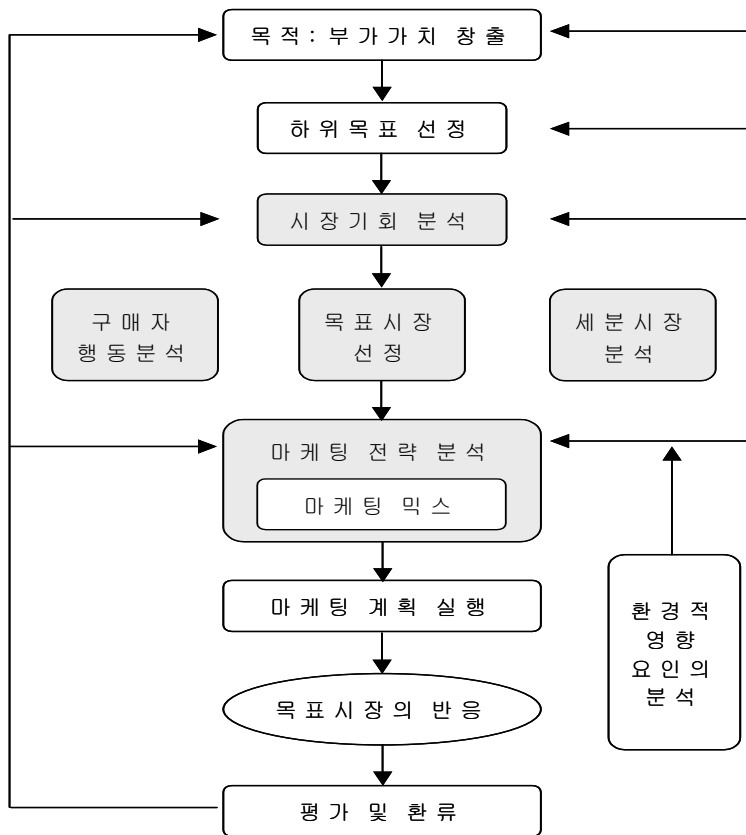 목적: 부가가치 창출
하위목표 선정
시장기회 분석
구매자
행동분석
목표시장
선정
세분시장
분석
마케팅 전략 분석
마케팅 믹스
마케팅 계획 실행
환경적
영향
요인의
분석
목표시장의 반응
평가 및 환류